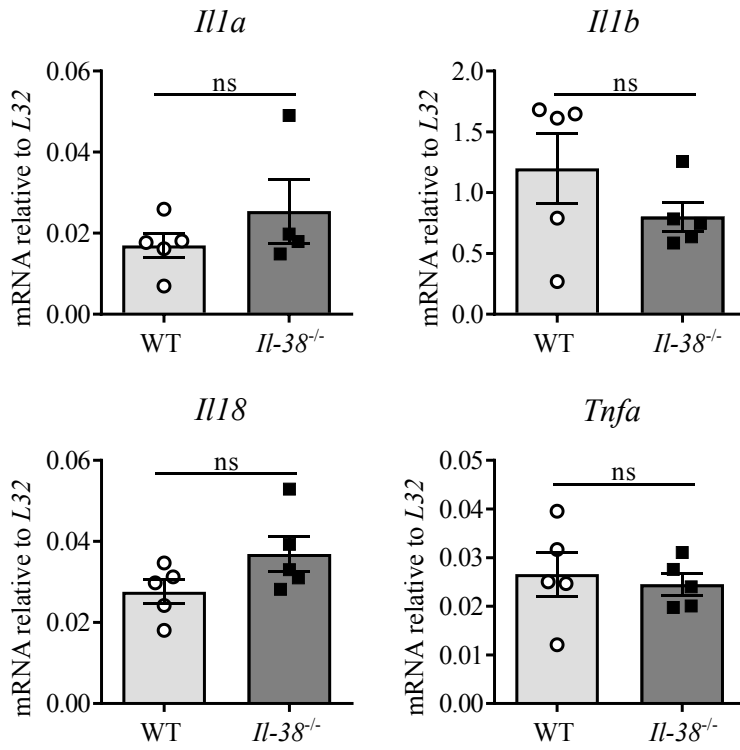 Il1a
mRNA relative to L32
0.06
0.04
0.02
0.00
ns
WT
Il-38-/-
Il1b
mRNA relative to L32
2.0
1.5
1.0
0.5
0.0
ns
WT
Il-38-/-
Il18
mRNA relative to L32
0.06
0.04
0.02
0.00
ns
WT
Il-38-/-
Tnfa
mRNA relative to L32
0.05
0.04
0.03
0.02
0.01
0.00
ns
WT
Il-38-/-